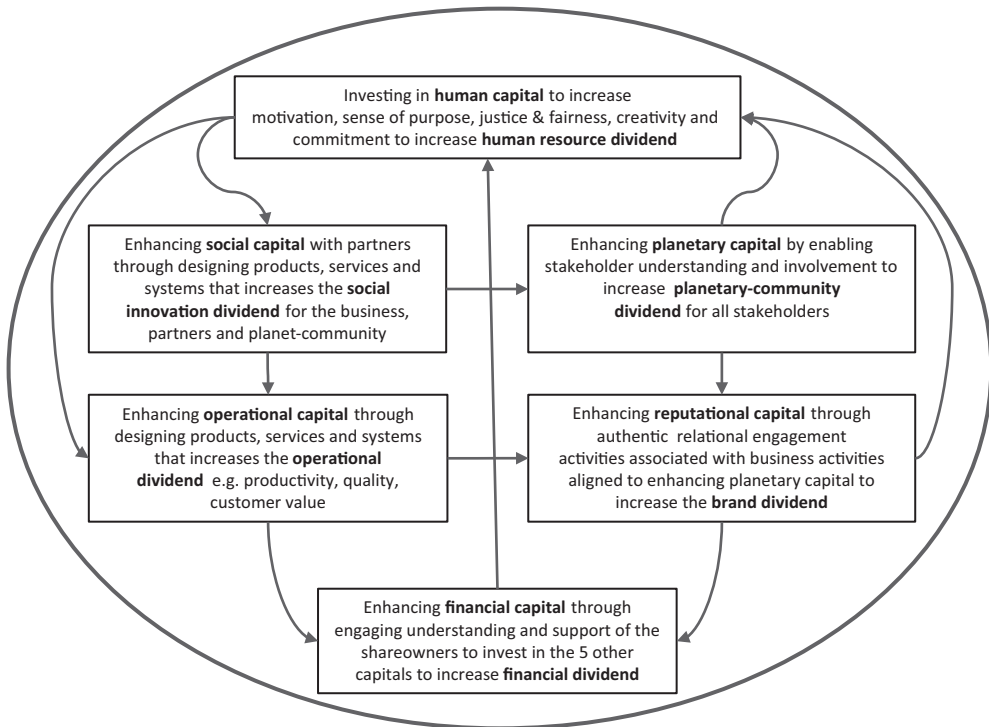 Investing in human capital to increase
motivation, sense of purpose, justice & fairness, creativity and
commitment to increase human resource dividend
Enhancing social capital with partners
through designing products, services and
systems that increases the social
innovation dividend for the business,
partners and planet-community
Enhancing planetary capital by enabling
stakeholder understanding and involvement to
increase planetary-community
dividend for all stakeholders
Enhancing operational capital through
designing products, services and systems
that increases the operational
dividend e.g. productivity, quality,
customer value
Enhancing reputational capital through
authentic relational engagement
activities associated with business activities
aligned to enhancing planetary capital to
increase the brand dividend
Enhancing financial capital through
engaging understanding and support of the
shareowners to invest in the 5 other
capitals to increase financial dividend